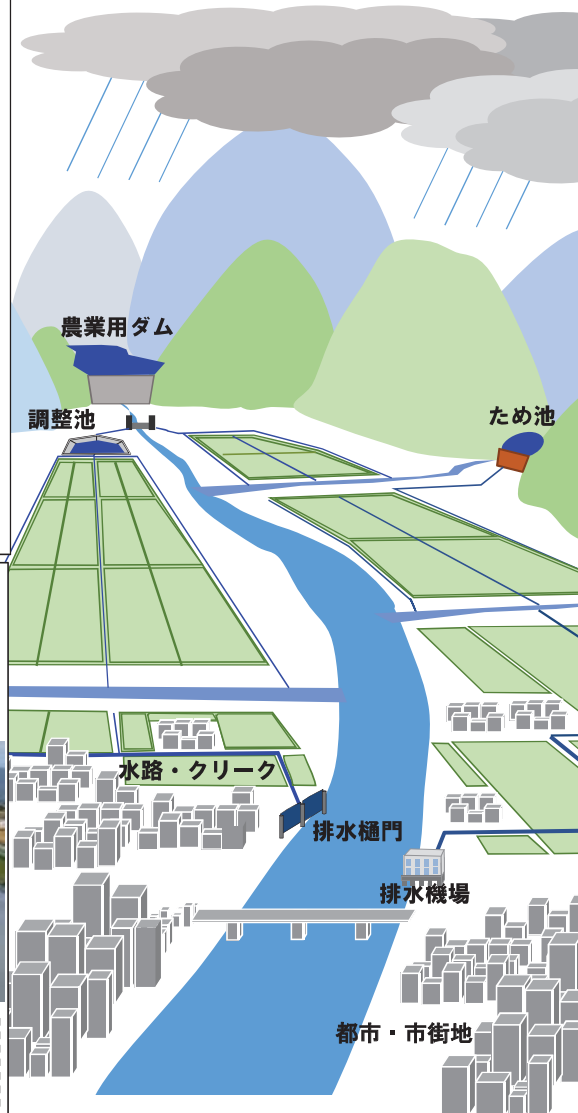 農業用ダム
調整池
ため池
水路・クリーク
排水樋門
排水機場
都市・市街地